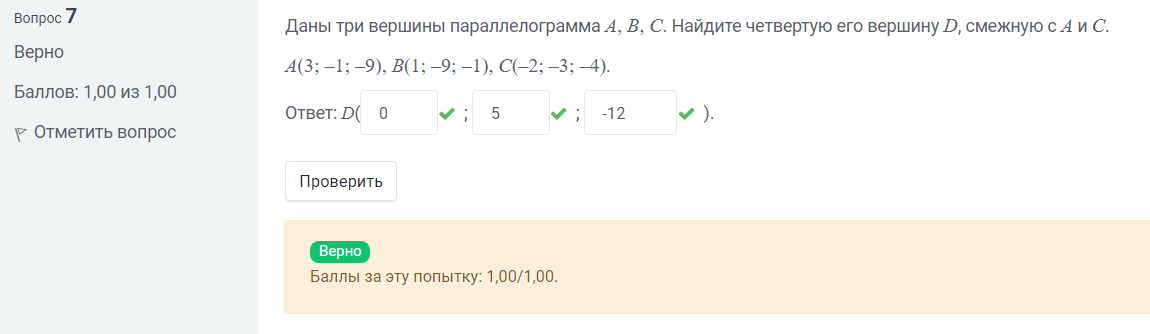 Вопрос 7
Верно
Баллов: 1,00 из 1,00
Отметить вопрос
Даны три вершины параллелограмма A, B, C. Найдите четвертую его вершину D, смежную с A и C.
A(3; –1; –9), B(1; –9; –1), C(–2; –3; –4).
Ответ: D( 0 ; 5 ; -12 ).
Проверить
Верно
Баллы за эту попытку: 1,00/1,00.